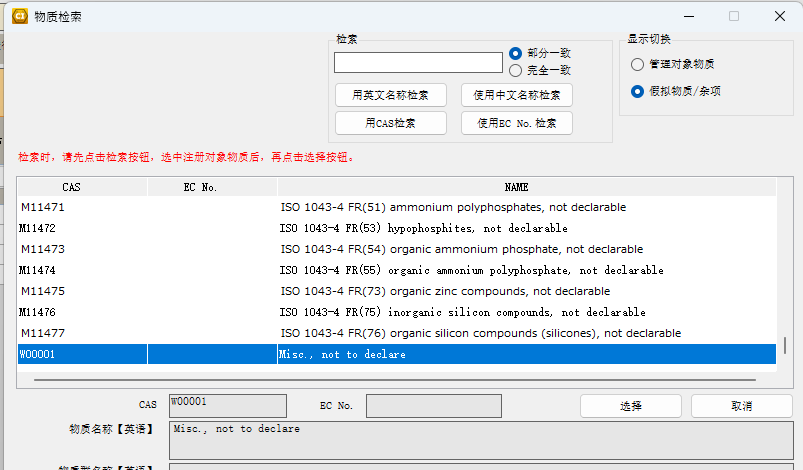 CI 物质检索
检索
部分一致
完全一致
用英文名称检索
使用中文名称检索
用CAS检索
使用EC No.检索
显示切换
管理对象物质
假拟物质/杂项
检索时，请先点击检索按钮，选中注册对象物质后，再点击选择按钮。
CAS EC No. NAME
M11471 ISO 1043-4 FR(51) ammonium polyphosphates, not declarable
M11472 ISO 1043-4 FR(53) hypophosphites, not declarable
M11473 ISO 1043-4 FR(54) organic ammonium phosphate, not declarable
M11474 ISO 1043-4 FR(55) organic ammonium polyphosphate, not declarable
M11475 ISO 1043-4 FR(73) organic zinc compounds, not declarable
M11476 ISO 1043-4 FR(75) inorganic silicon compounds, not declarable
M11477 ISO 1043-4 FR(76) organic silicon compounds (silicones), not declarable
W00001 Misc., not to declare
CAS W00001 EC No. 选择 取消
物质名称【英语】 Misc., not to declare
物质群名称【英语】